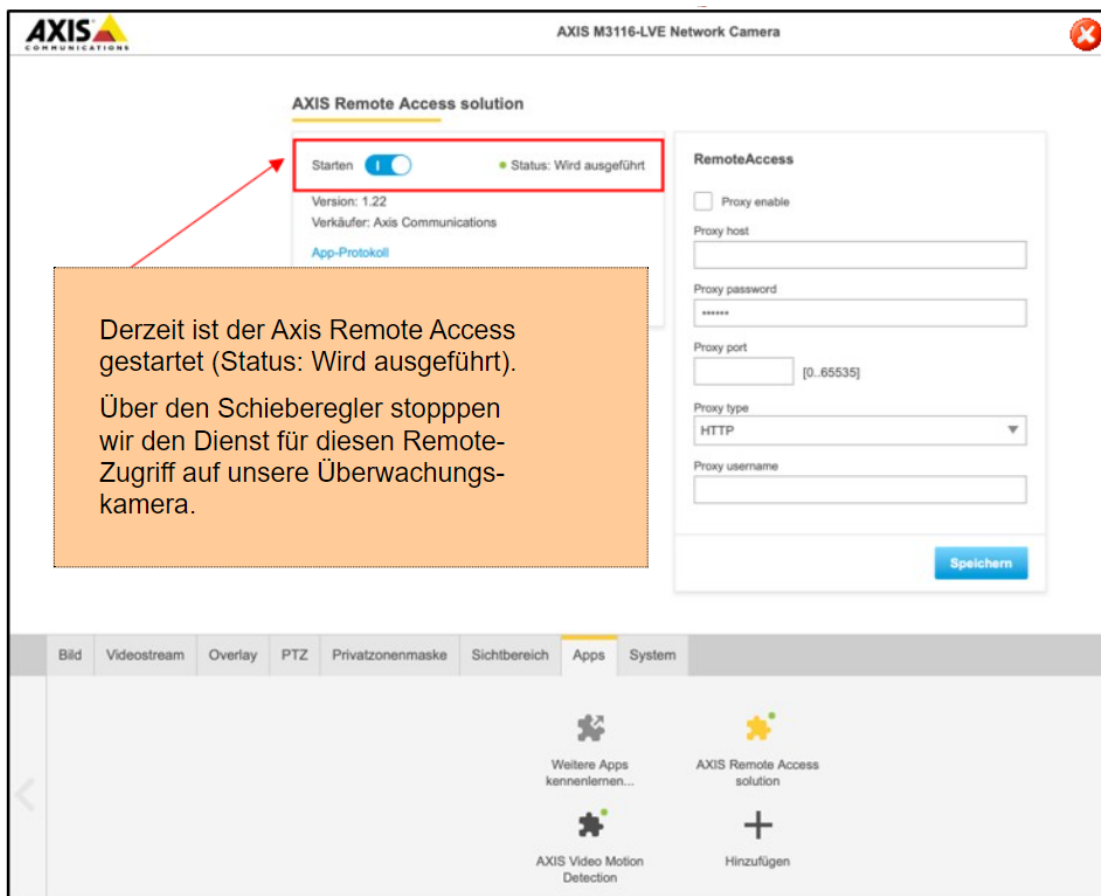 AXIS
COMMUNICATIONS
AXIS M3116-LVE Network Camera
AXIS Remote Access solution
Starten
Status: Wird ausgeführt
Version: 1.22
Verkäufer: Axis Communications
App-Protokoll
Derzeit ist der Axis Remote Access
gestartet (Status: Wird ausgeführt).
Über den Schieberegler stopppen
wir den Dienst für diesen Remote-
Zugriff auf unsere Überwachungs-
kamera.
RemoteAccess
Proxy enable
Proxy host
Proxy password
••••••
Proxy port
[0..65535]
Proxy type
HTTP
Proxy username
Speichern
Bild Videostream Overlay PTZ Privatzonenmaske Sichtbereich Apps System
Weitere Apps
kennenlernen...
AXIS Remote Access
solution
AXIS Video Motion
Detection
Hinzufügen